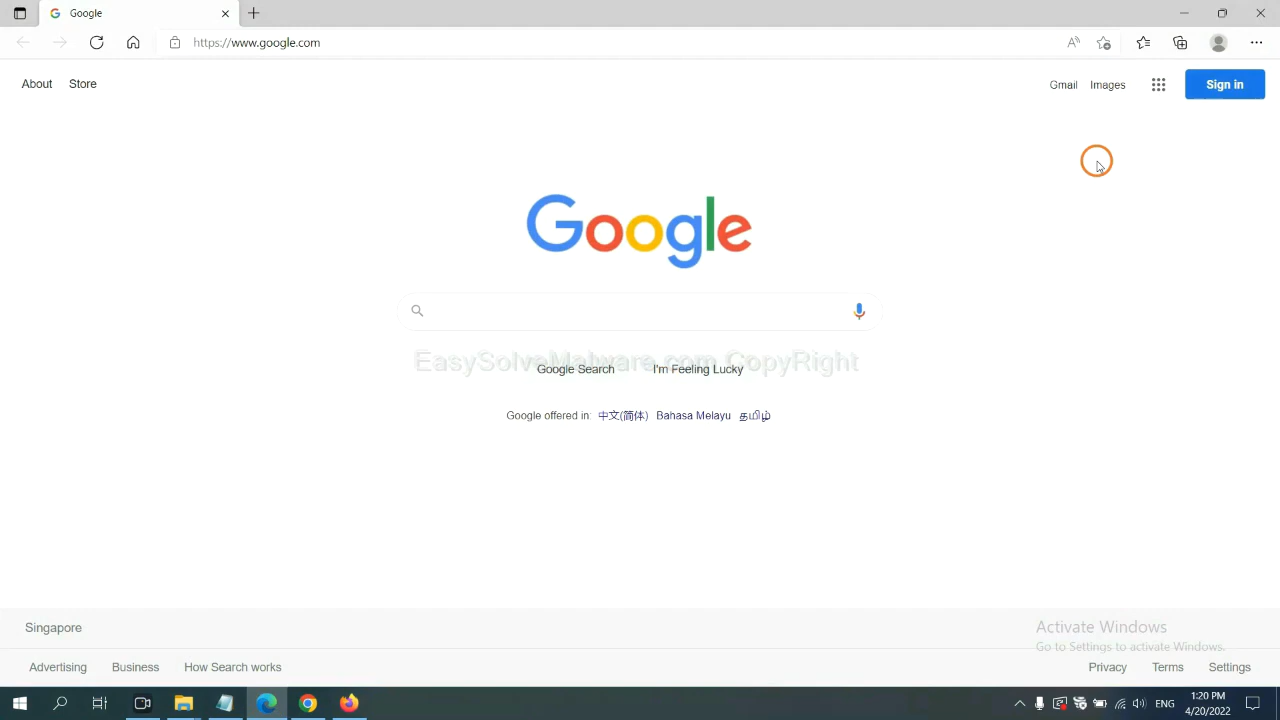 Google
https://www.google.com
About Store
Gmail Images Sign in
Google
EasySolveMalware.com CopyRight
Google Search I'm Feeling Lucky
Google offered in: 中文(简体) Bahasa Melayu தமிழ்
Singapore
Activate Windows
Go to Settings to activate Windows.
Advertising Business How Search works
Privacy Terms Settings
ENG
1:20 PM
4/20/2022